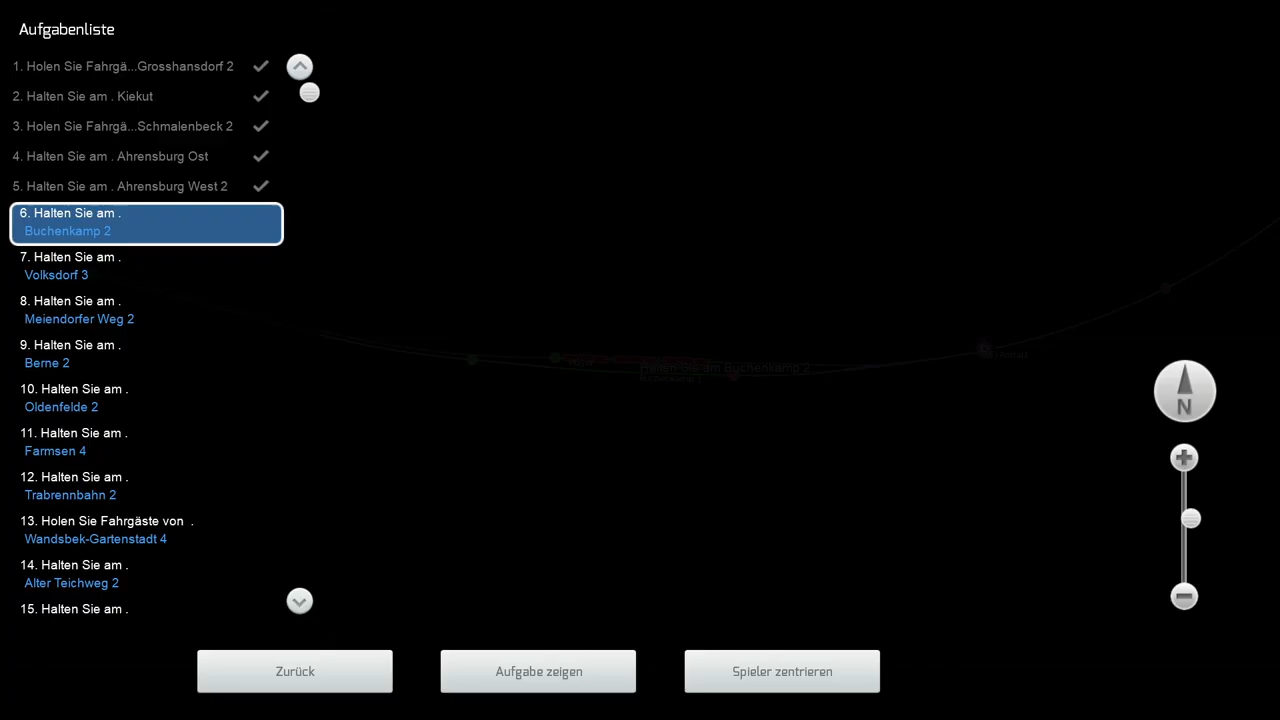 Aufgabenliste
1. Holen Sie Fahrgä...Grosshansdorf 2
2. Halten Sie am . Kiekut
3. Holen Sie Fahrgä...Schmalenbeck 2
4. Halten Sie am . Ahrensburg Ost
5. Halten Sie am . Ahrensburg West 2
6. Halten Sie am .
Buchenkamp 2
7. Halten Sie am .
Volksdorf 3
8. Halten Sie am .
Meiendorfer Weg 2
9. Halten Sie am .
Berne 2
10. Halten Sie am .
Oldenfelde 2
11. Halten Sie am .
Farmsen 4
12. Halten Sie am .
Trabrennbahn 2
13. Holen Sie Fahrgäste von .
Wandsbek-Gartenstadt 4
14. Halten Sie am .
Alter Teichweg 2
15. Halten Sie am .
Halten Sie am Buchenkamp 2
N
Zurück
Aufgabe zeigen
Spieler zentrieren